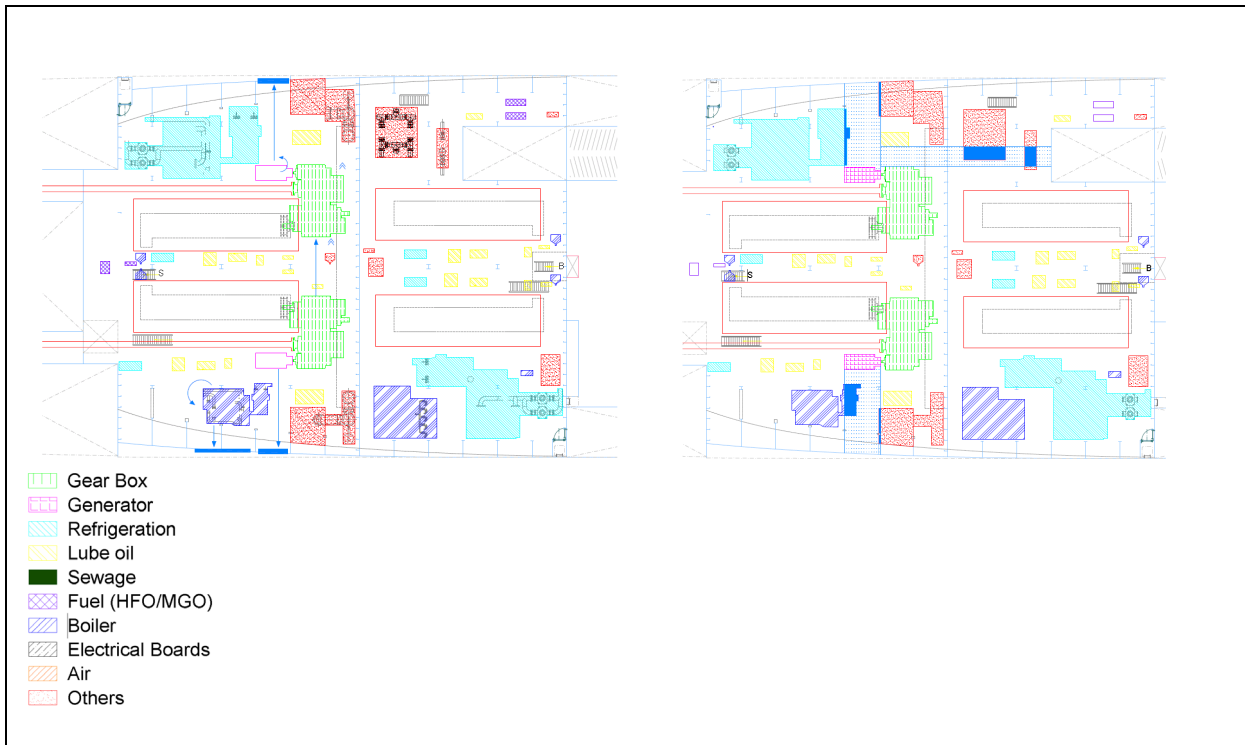 S
B
S
B
Gear Box
Generator
Refrigeration
Lube oil
Sewage
Fuel (HFO/MGO)
Boiler
Electrical Boards
Air
Others